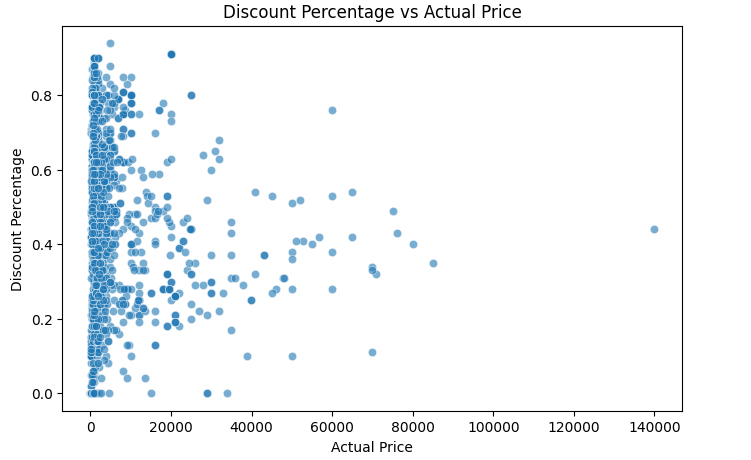 Discount Percentage vs Actual Price
Discount Percentage
0.8
0.6
0.4
0.2
0.0
0 20000 40000 60000 80000 100000 120000 140000
Actual Price